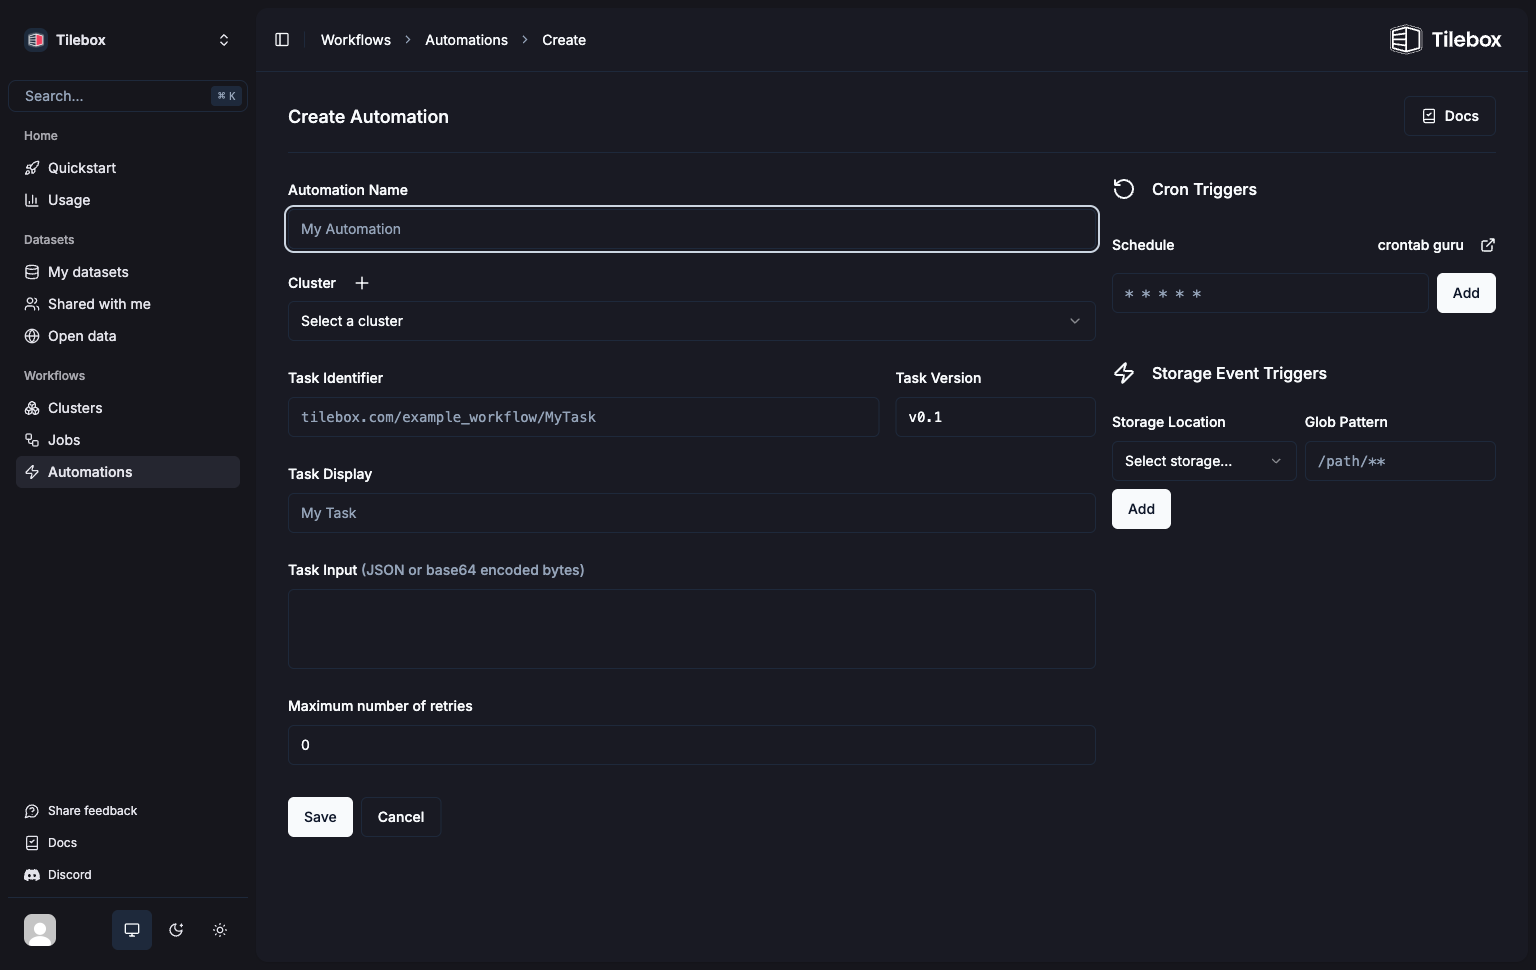 Tilebox
Search...
⌘ K
Home
Quickstart
Usage
Datasets
My datasets
Shared with me
Open data
Workflows
Clusters
Jobs
Automations
Share feedback
Docs
Discord
Workflows > Automations > Create
Tilebox
Create Automation
Docs
Automation Name
My Automation
Cluster +
Select a cluster
Task Identifier
tilebox.com/example_workflow/MyTask
Task Version
v0.1
Task Display
My Task
Task Input (JSON or base64 encoded bytes)
Maximum number of retries
0
Save
Cancel
Cron Triggers
Schedule
crontab guru
* * * * *
Add
Storage Event Triggers
Storage Location
Select storage...
Glob Pattern
/path/**
Add